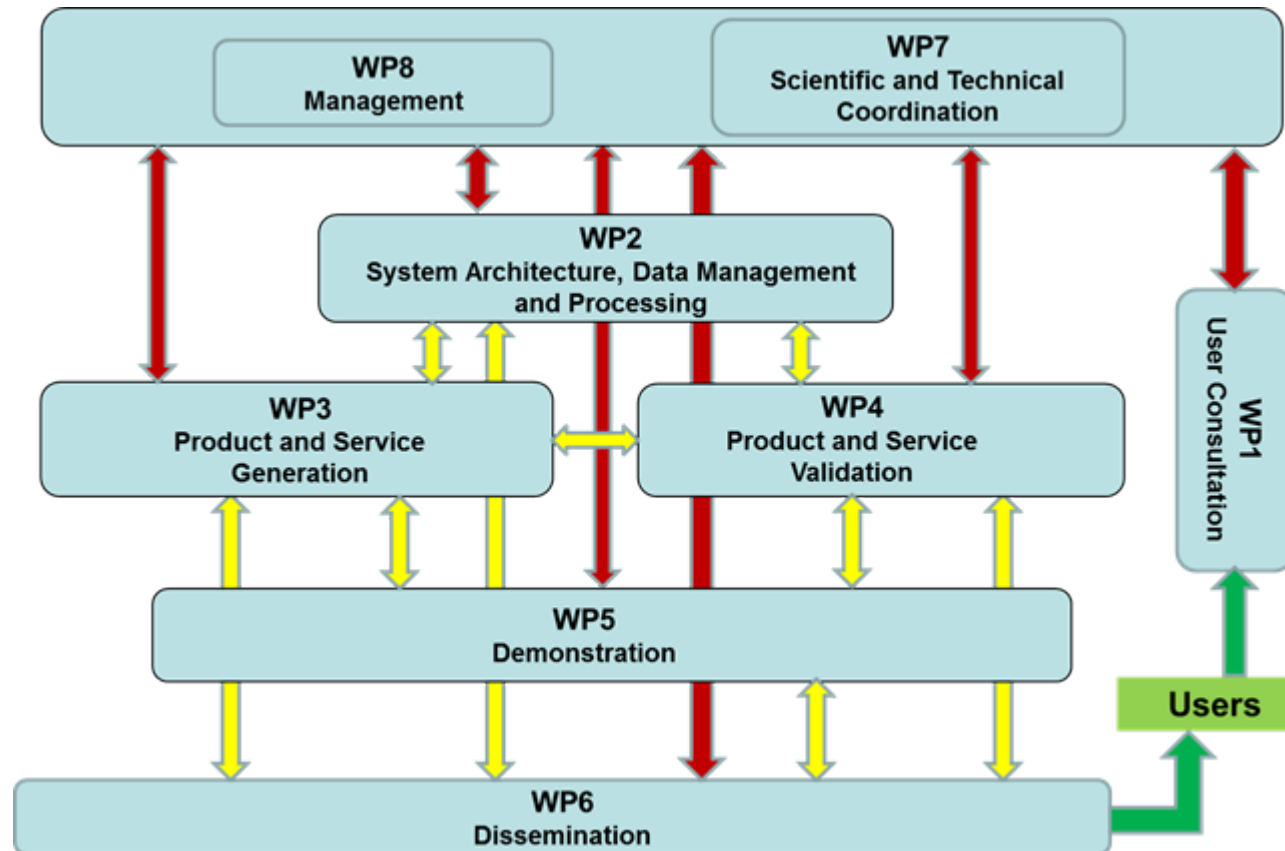 WP8
Management
WP7
Scientific and Technical
Coordination
WP2
System Architecture, Data Management
and Processing
WP3
Product and Service
Generation
WP4
Product and Service
Validation
WP1
User Consultation
WP5
Demonstration
Users
WP6
Dissemination